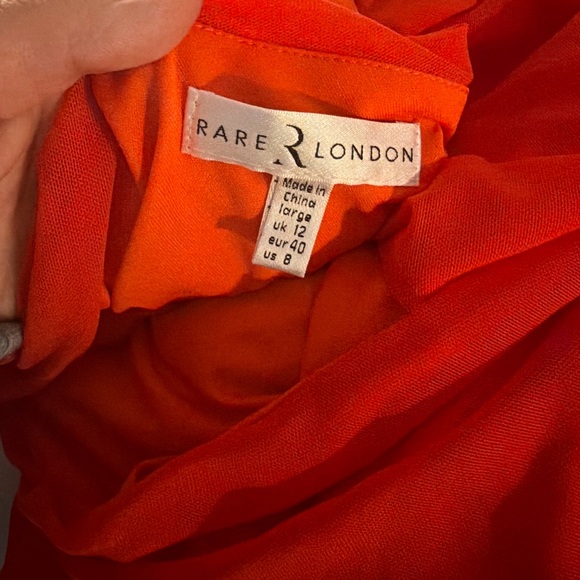 RARE R LONDON
Made in
China
large
uk 12
eur 40
us 8